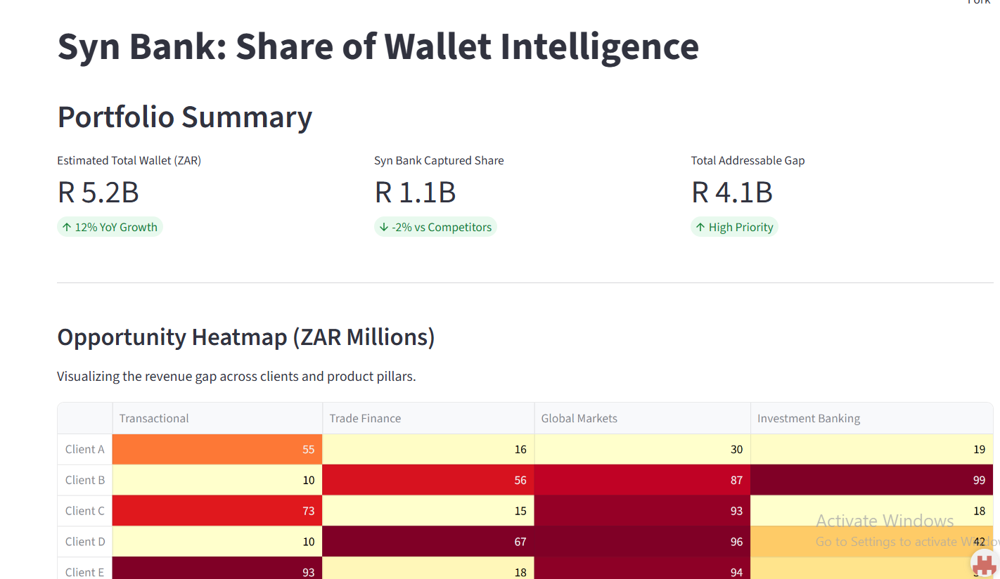 Syn Bank: Share of Wallet Intelligence
Portfolio Summary
Estimated Total Wallet (ZAR) Syn Bank Captured Share Total Addressable Gap
R 5.2B R 1.1B R 4.1B
↑ 12% YoY Growth ↓ -2% vs Competitors ↑ High Priority
Opportunity Heatmap (ZAR Millions)
Visualizing the revenue gap across clients and product pillars.
Transactional Trade Finance Global Markets Investment Banking
Client A 55 16 30 19
Client B 10 56 87 99
Client C 73 15 93 18
Activate Windows
Client D 10 67 96 42
Go to Settings to activate Windows
Client E 93 18 94